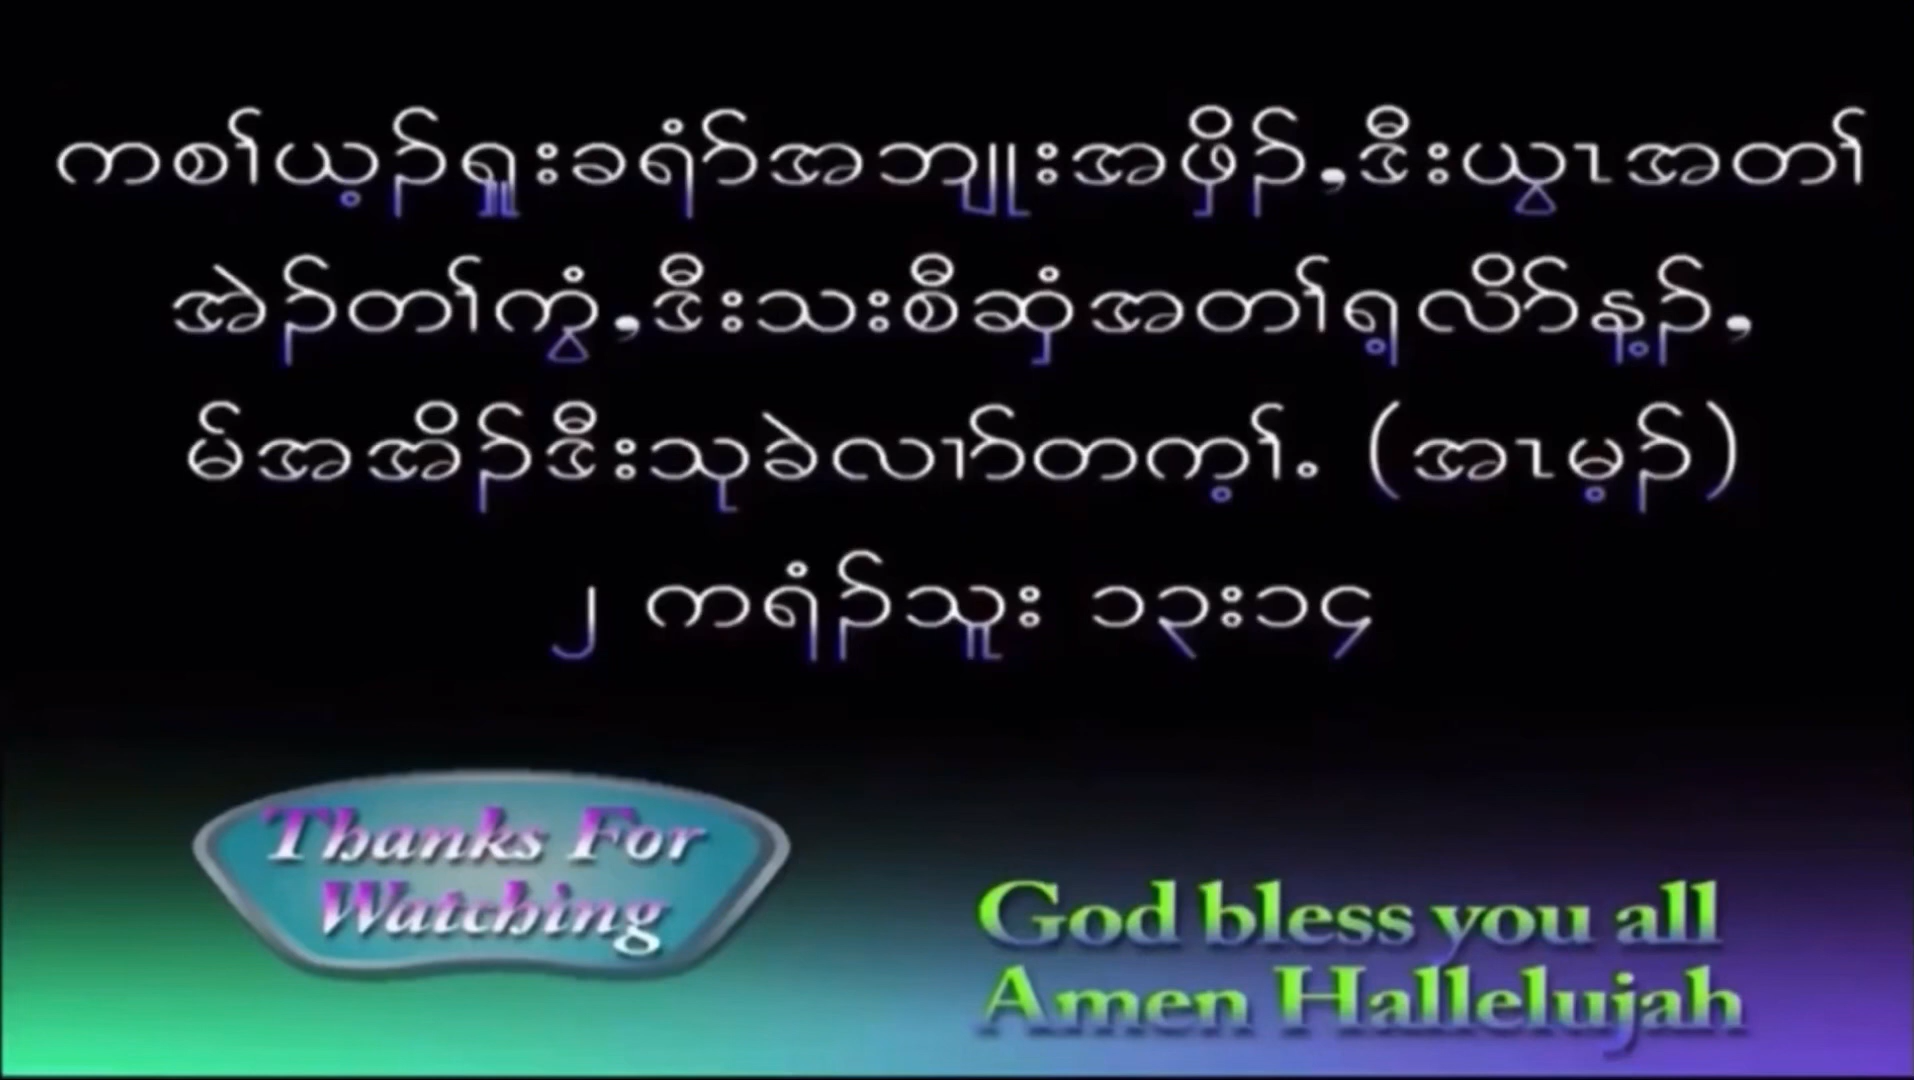 ကစၢ်ယ့ၣ်ၡူးခရံာ်အဘျုးအဖှိၣ်,ဒီးယွၤအတၢ်
အဲၣ်တၢ်ကွံ,ဒီးသးစီဆှံအတၢ်ရ့လိာ်န့ၣ်,
မ်အအိၣ်ဒီးသုခဲလၢာ်တက့ၢ်. (အၤမ့ၣ်)
၂ ကရံၣ်သူး ၁၃း၁၄
Thanks For
Watching
God bless you all
Amen Hallelujah